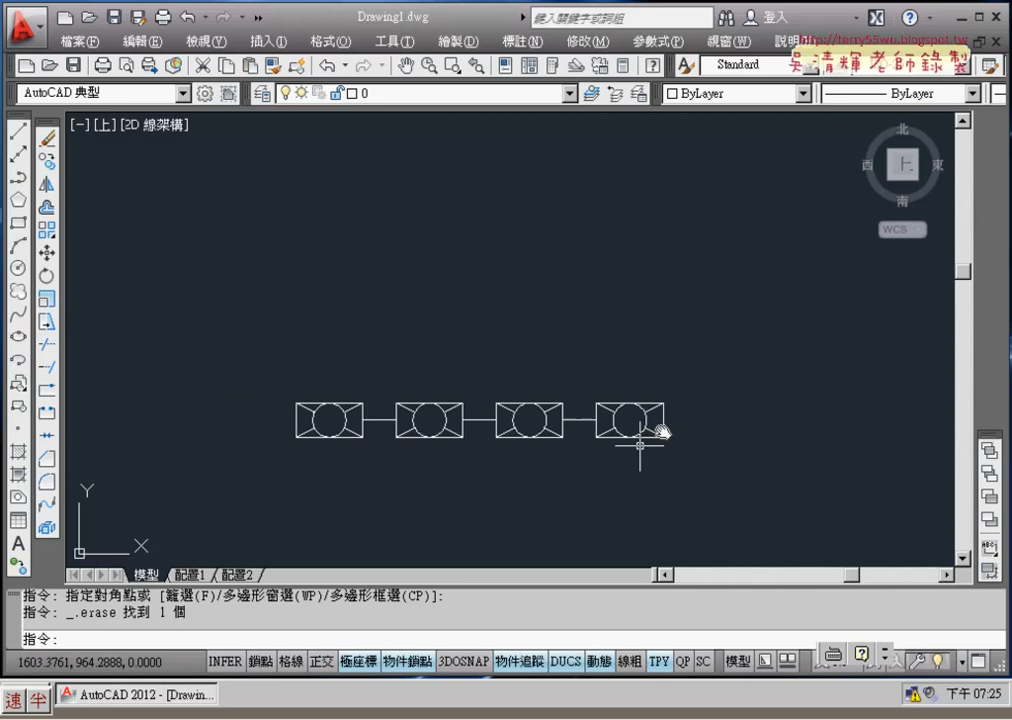 Drawing1.dwg
鍵入關鍵字或詞組
登入
檔案(F) 編輯(E) 檢視(V) 插入(I) 格式(O) 工具(T) 繪製(D) 標註(N) 修改(M) 參數式(P) 視窗(W) 說明
http://terry55wu.blogspot.tw
吳清輝老師錄製
Standard
AutoCAD 典型
0
ByLayer
ByLayer
[−] [上] [2D 線架構]
北
西 上 東
南
WCS
Y
X
模型 配置1 配置2
指令: 指定對角點或 [籬選(F)/多邊形窗選(WP)/多邊形框選(CP)]:
指令: _.erase 找到 1 個
指令:
1603.3761, 964.2888, 0.0000
INFER 鎖點 格線 正交 極座標 物件鎖點 3DOSNAP 物件追蹤 DUCS 動態 線粗 TPY QP SC 模型
速 半 AutoCAD 2012 - [Drawin...
下午 07:25